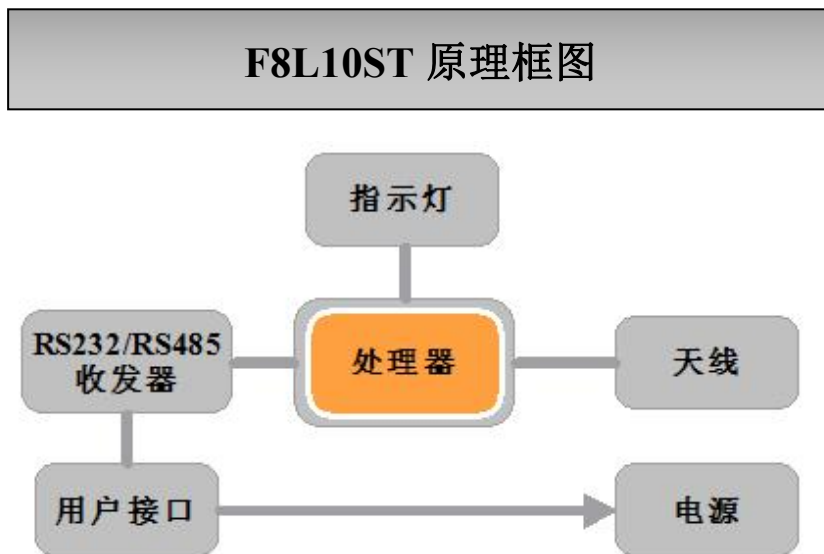 F8L10ST 原理框图
指示灯
RS232/RS485
收发器
处理器
天线
用户接口
电源